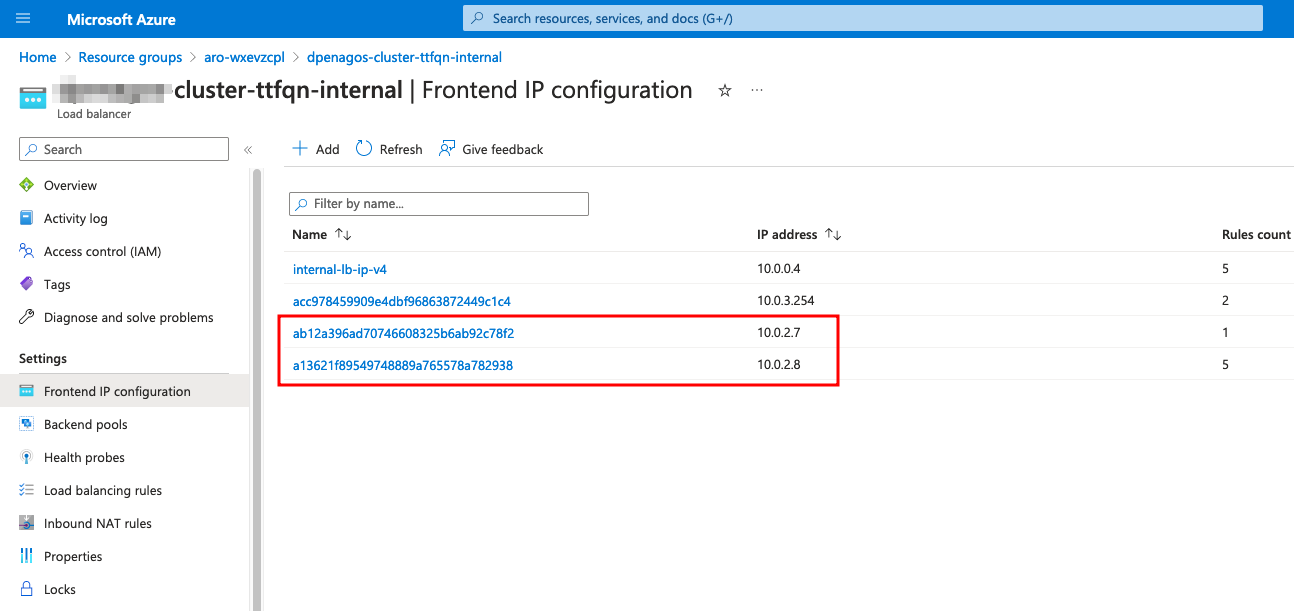 Microsoft Azure
Search resources, services, and docs (G+/)
Home > Resource groups > aro-wxevzcpl > dpenagos-cluster-ttfqn-internal
cluster-ttfqn-internal | Frontend IP configuration
Load balancer
Search
«
Add Refresh Give feedback
Overview
Activity log
Access control (IAM)
Tags
Diagnose and solve problems
Settings
Frontend IP configuration
Backend pools
Health probes
Load balancing rules
Inbound NAT rules
Properties
Locks
Filter by name...
Name ↑↓ IP address ↑↓ Rules count
internal-lb-ip-v4 10.0.0.4 5
acc978459909e4dbf96863872449c1c4 10.0.3.254 2
ab12a396ad70746608325b6ab92c78f2 10.0.2.7 1
a13621f89549748889a765578a782938 10.0.2.8 5